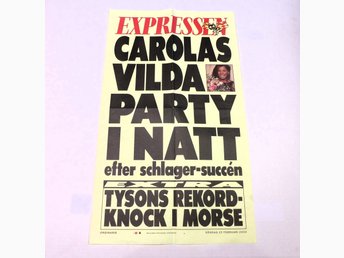 EXPRESSEN
CAROLAS
VILDA
PARTY
I NATT
efter schlager-succén
EXTRA
TYSONS REKORD-
KNOCK I MORSE